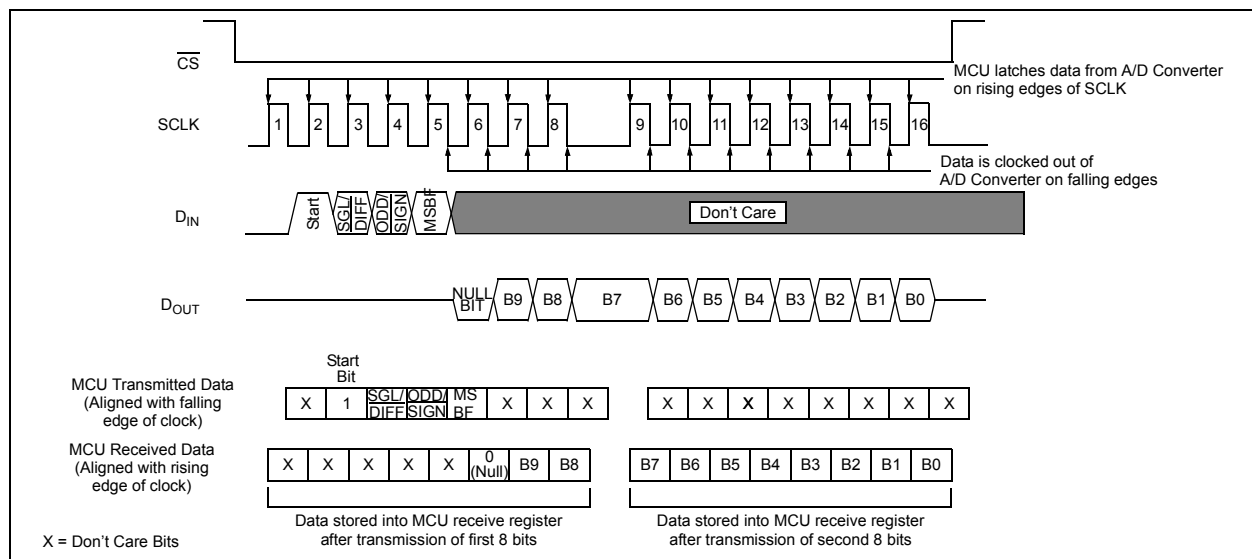 CS
MCU latches data from A/D Converter
on rising edges of SCLK
SCLK
1 2 3 4 5 6 7 8 9 10 11 12 13 14 15 16
Data is clocked out of
A/D Converter on falling edges
DIN
Start
SGL/
DIFF
ODD/
SIGN
MSBF
Don't Care
DOUT
NULL
BIT
B9 B8 B7 B6 B5 B4 B3 B2 B1 B0
Start
Bit
MCU Transmitted Data
(Aligned with falling
edge of clock)
X 1 SGL/ ODD/ MS X X X X X X X X X X X
DIFF SIGN BF
MCU Received Data
(Aligned with rising
edge of clock)
X X X X X 0 B9 B8 B7 B6 B5 B4 B3 B2 B1 B0
(Null)
Data stored into MCU receive register
after transmission of first 8 bits
Data stored into MCU receive register
after transmission of second 8 bits
X = Don't Care Bits